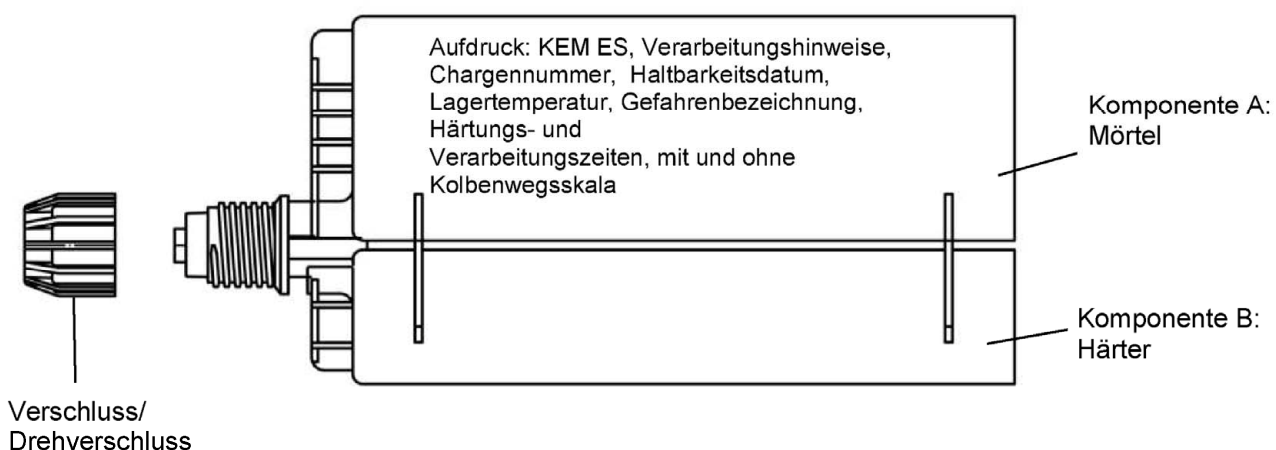 Aufdruck: KEM ES, Verarbeitungshinweise,
Chargennummer, Haltbarkeitsdatum,
Lagertemperatur, Gefahrenbezeichnung,
Härtungs- und
Verarbeitungszeiten, mit und ohne
Kolbenwegsskala
Komponente A:
Mörtel
Komponente B:
Härter
Verschluss/
Drehverschluss